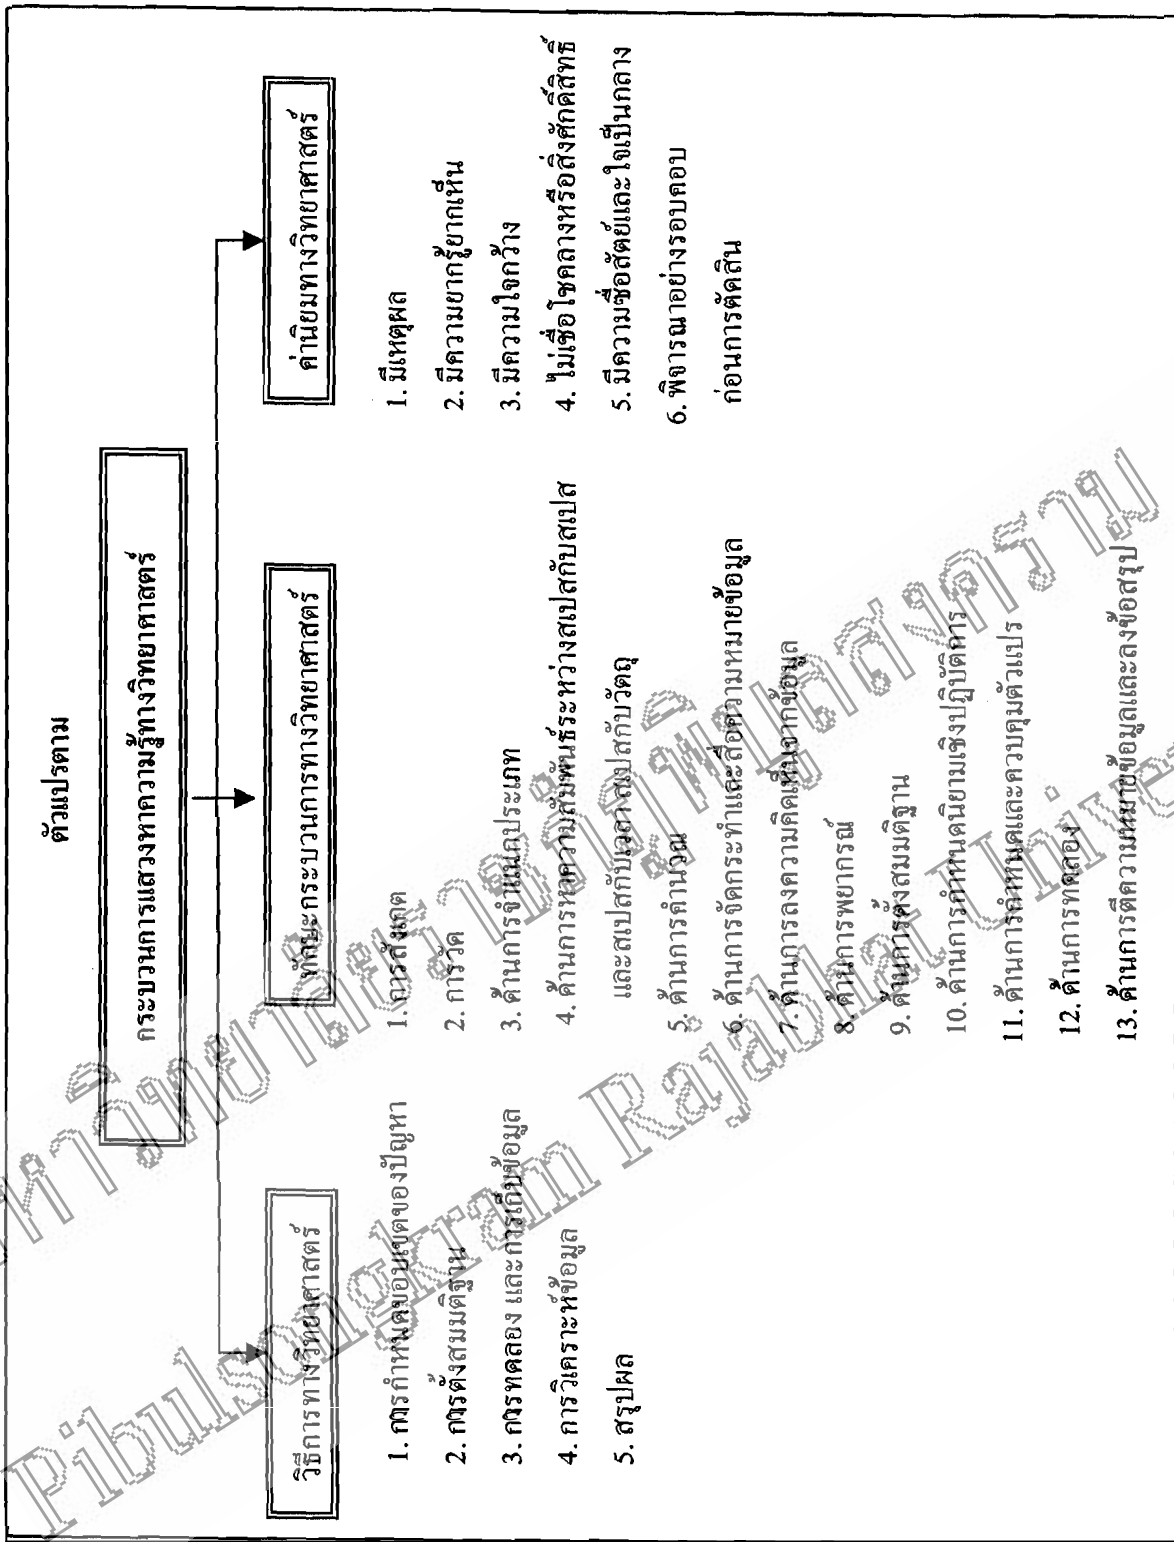 ตัวแปรตาม
กระบวนการแสวงหาความรู้ทางวิทยาศาสตร์
วิธีการทางวิทยาศาสตร์
1. การกำหนดขอบเขตของปัญหา
2. การตั้งสมมติฐาน
3. การทดลอง และการเก็บข้อมูล
4. การวิเคราะห์ข้อมูล
5. สรุปผล
ทักษะกระบวนการทางวิทยาศาสตร์
1. การสังเกต
2. การวัด
3. ด้านการจำแนกประเภท
4. ด้านการหาความสัมพันธ์ระหว่างสเปสกับสเปส
และสเปสกับเวลา สเปสกับวัตถุ
5. ด้านการคำนวณ
6. ด้านการจัดกระทำและสื่อความหมายข้อมูล
7. ด้านการลงความคิดเห็นจากข้อมูล
8. ด้านการพยากรณ์
9. ด้านการตั้งสมมติฐาน
10. ด้านการกำหนดนิยามเชิงปฏิบัติการ
11. ด้านการกำหนดและควบคุมตัวแปร
12. ด้านการทดลอง
13. ด้านการตีความหมายข้อมูลและลงข้อสรุป
ค่านิยมทางวิทยาศาสตร์
1. มีเหตุผล
2. มีความยากรู้ยากเห็น
3. มีความใจกว้าง
4. ไม่เชื่อโชคลางหรือสิ่งศักดิ์สิทธิ์
5. มีความซื่อสัตย์และใจเป็นกลาง
6. พิจารณาอย่างรอบคอบ
ก่อนการตัดสิน
Pibulsongkram Rajabhat